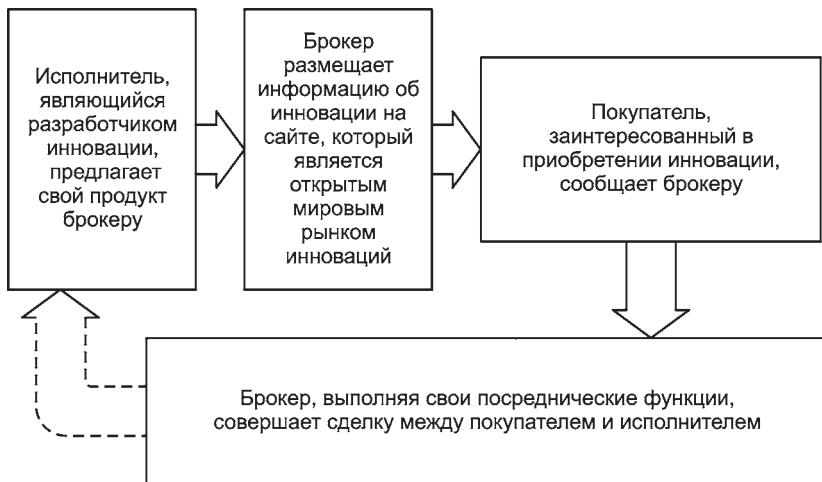 Исполнитель,
являющийся
разработчиком
инновации,
предлагает
свой продукт
брокеру
Брокер
размещает
информацию об
инновации на
сайте, который
является
открытым
мировым
рынком
инноваций
Покупатель,
заинтересованный в
приобретении инновации,
сообщает брокеру
Брокер, выполняя свои посреднические функции,
совершает сделку между покупателем и исполнителем